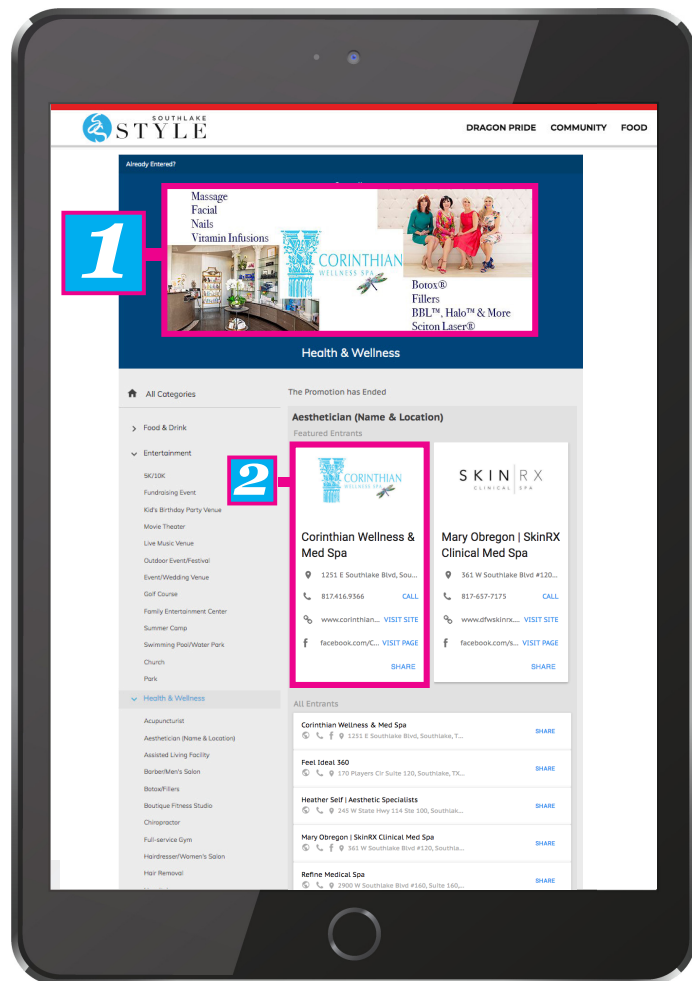 SOUTHLAKE
STYLE
DRAGON PRIDE COMMUNITY FOOD
Already Entered?
1
Massage
Facial
Nails
Vitamin Infusions
CORINTHIAN
WELLNESS SPA
Botox®
Fillers
BBL™, Halo™ & More
Sciton Laser®
Health & Wellness
All Categories
Food & Drink
Entertainment
5K/10K
Fundraising Event
Kid's Birthday Party Venue
Movie Theater
Live Music Venue
Outdoor Event/Festival
Event/Wedding Venue
Golf Course
Family Entertainment Center
Summer Camp
Swimming Pool/Water Park
Church
Park
Health & Wellness
Acupuncturist
Aesthetician (Name & Location)
Assisted Living Facility
Barber/Men's Salon
Botox/Fillers
Boutique Fitness Studio
Chiropractor
Full-service Gym
Hairdresser/Women's Salon
Hair Removal
The Promotion has Ended
Aesthetician (Name & Location)
Featured Entrants
2
CORINTHIAN
WELLNESS SPA
Corinthian Wellness &
Med Spa
1251 E Southlake Blvd, Sou...
817.416.9366 CALL
www.corinthian... VISIT SITE
facebook.com/C... VISIT PAGE
SHARE
SKIN RX
CLINICAL SPA
Mary Obregon | SkinRX
Clinical Med Spa
361 W Southlake Blvd #120...
817-657-7175 CALL
www.dfwskinrx.... VISIT SITE
facebook.com/s... VISIT PAGE
SHARE
All Entrants
Corinthian Wellness & Med Spa
1251 E Southlake Blvd, Southlake, T...
SHARE
Feel Ideal 360
170 Players Cir Suite 120, Southlake, TX...
SHARE
Heather Self | Aesthetic Specialists
245 W State Hwy 114 Ste 100, Southlak...
SHARE
Mary Obregon | SkinRX Clinical Med Spa
361 W Southlake Blvd #120, Southla...
SHARE
Refine Medical Spa
2900 W Southlake Blvd #160, Suite 160,...
SHARE